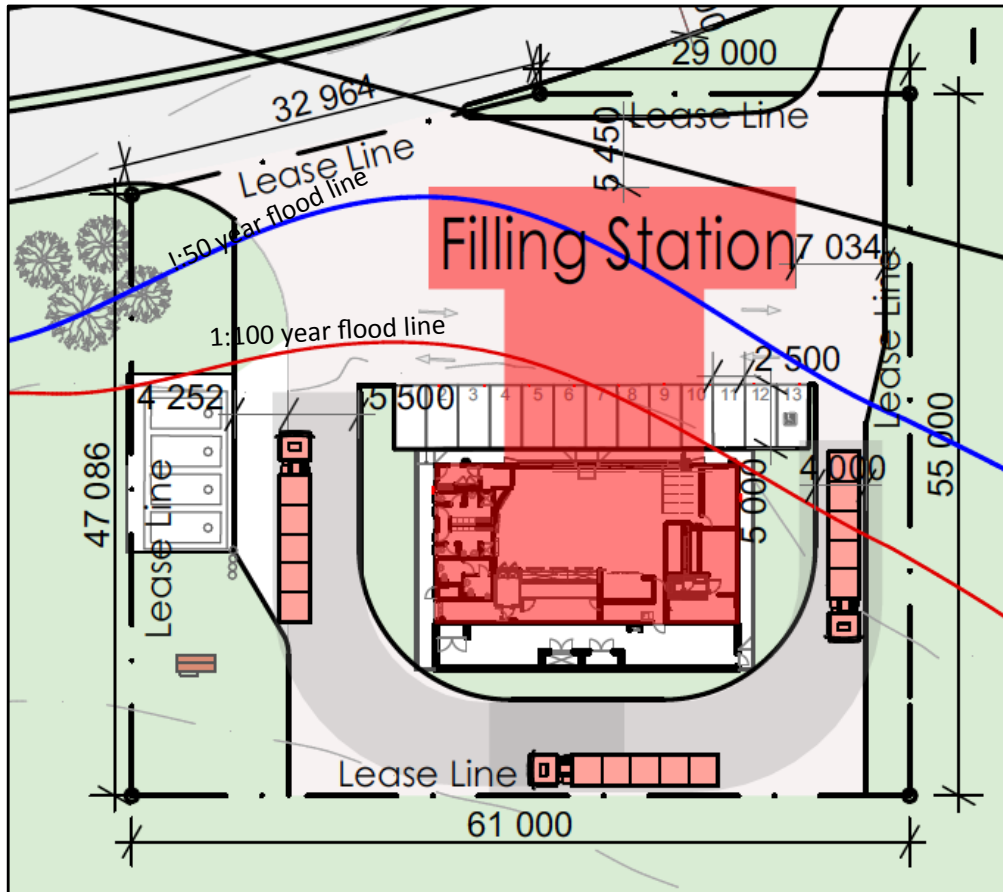 29 000
32 964
Lease Line
Lease Line
5 450
1:50 year flood line
Filling Station
7 034
Lease Line
1:100 year flood line
2 500
4 252
5 500
2 3 4 5 6 7 8 9 10 11 12 13
47 086
Lease Line
5 000
4 000
55 000
Lease Line
61 000